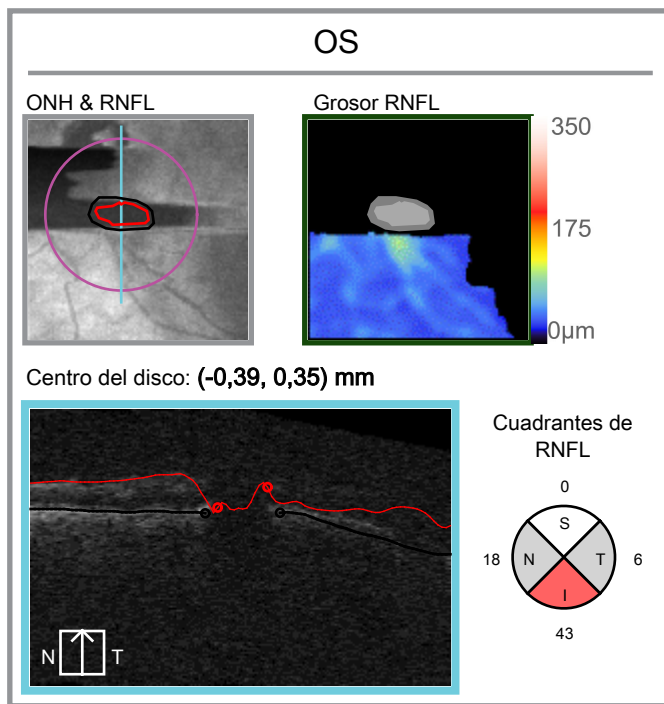 OS
ONH & RNFL
Grosor RNFL
350
175
0µm
Centro del disco: (-0,39, 0,35) mm
Cuadrantes de
RNFL
0
S
18 N T 6
I
43
N T